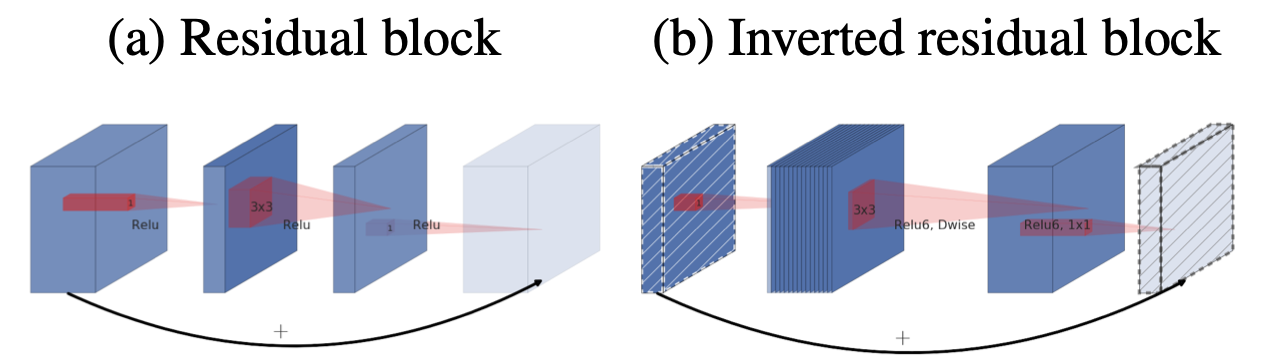 (a) Residual block
(b) Inverted residual block
1
Relu
3x3
Relu
1
Relu
+
1
3x3
Relu6, Dwise
Relu6, 1x1
+